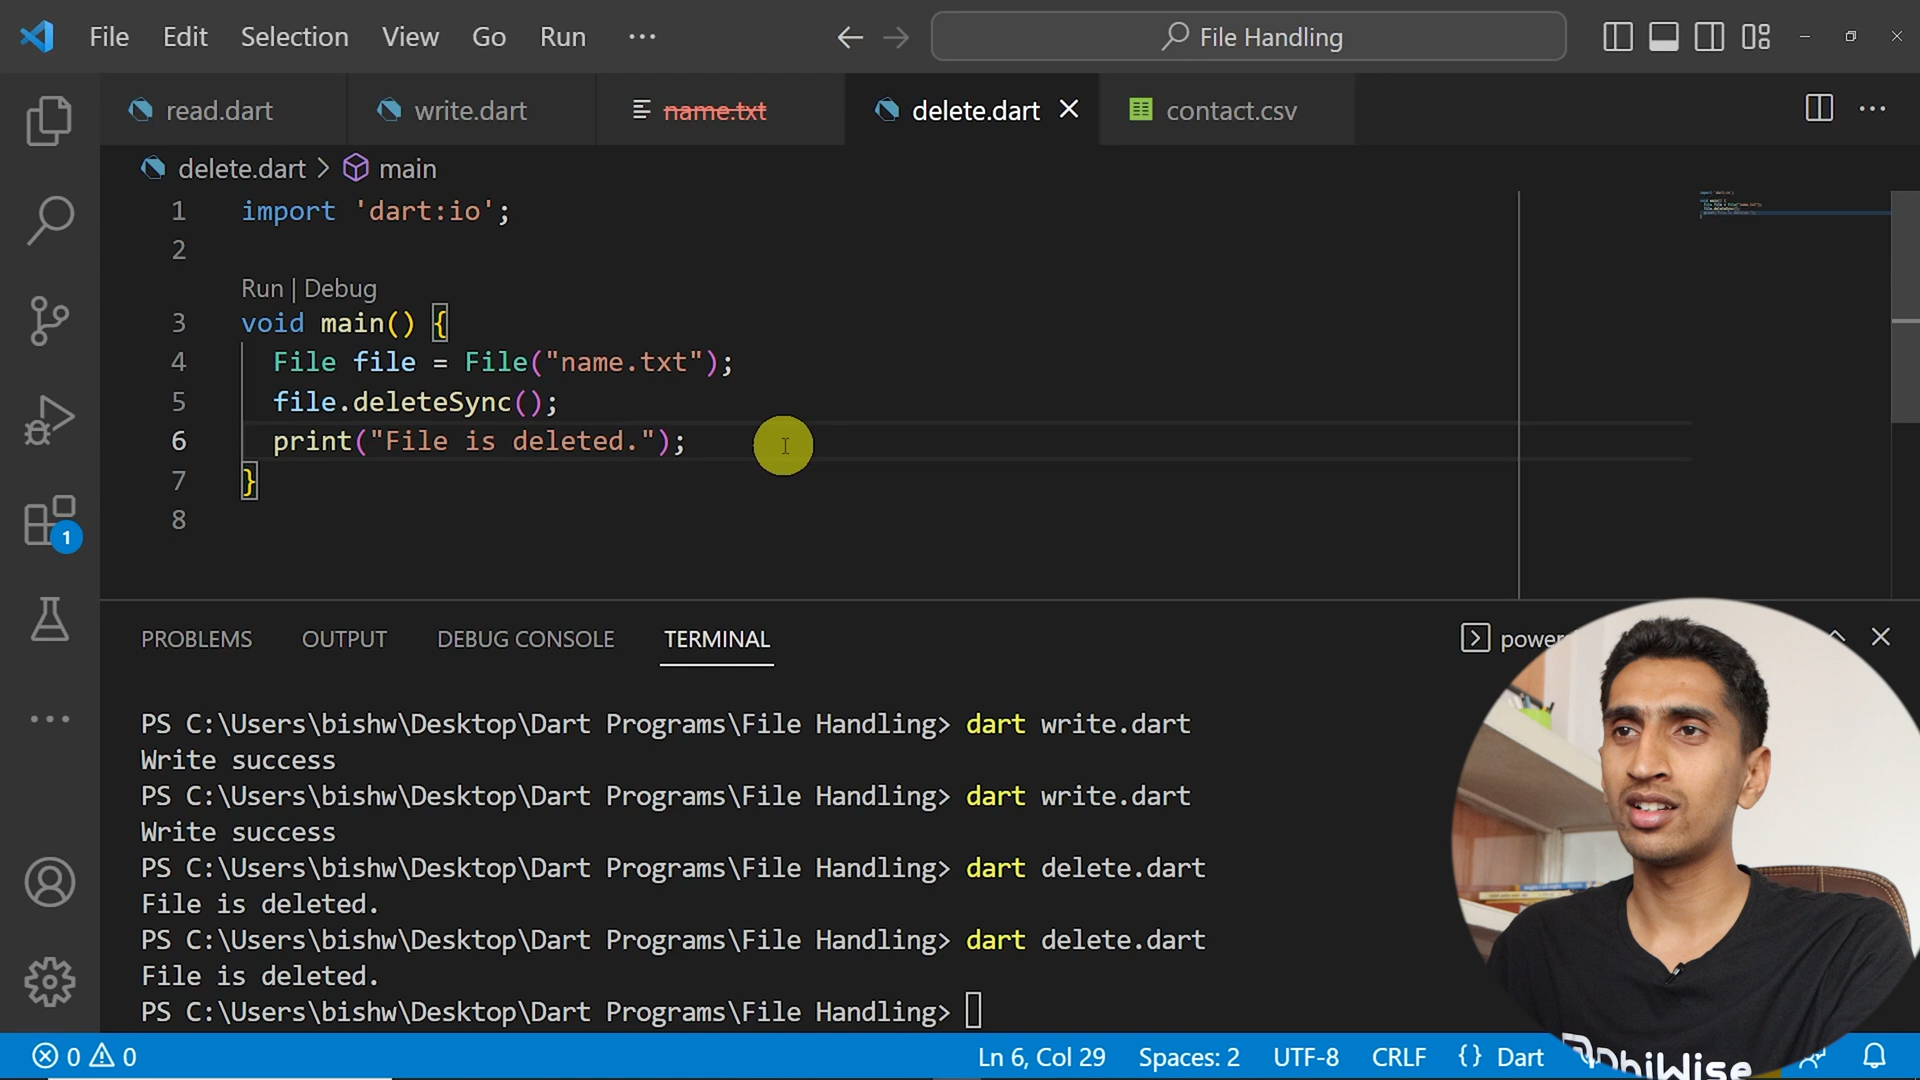 File Edit Selection View Go Run ··· File Handling
read.dart write.dart name.txt delete.dart contact.csv
delete.dart > main
1 import 'dart:io';
2
Run | Debug
3 void main() {
4 File file = File("name.txt");
5 file.deleteSync();
6 print("File is deleted.");
7 }
8
1
PROBLEMS OUTPUT DEBUG CONSOLE TERMINAL
PS C:\Users\bishw\Desktop\Dart Programs\File Handling> dart write.dart
Write success
PS C:\Users\bishw\Desktop\Dart Programs\File Handling> dart write.dart
Write success
PS C:\Users\bishw\Desktop\Dart Programs\File Handling> dart delete.dart
File is deleted.
PS C:\Users\bishw\Desktop\Dart Programs\File Handling> dart delete.dart
File is deleted.
PS C:\Users\bishw\Desktop\Dart Programs\File Handling>
0 0 Ln 6, Col 29 Spaces: 2 UTF-8 CRLF {} Dart